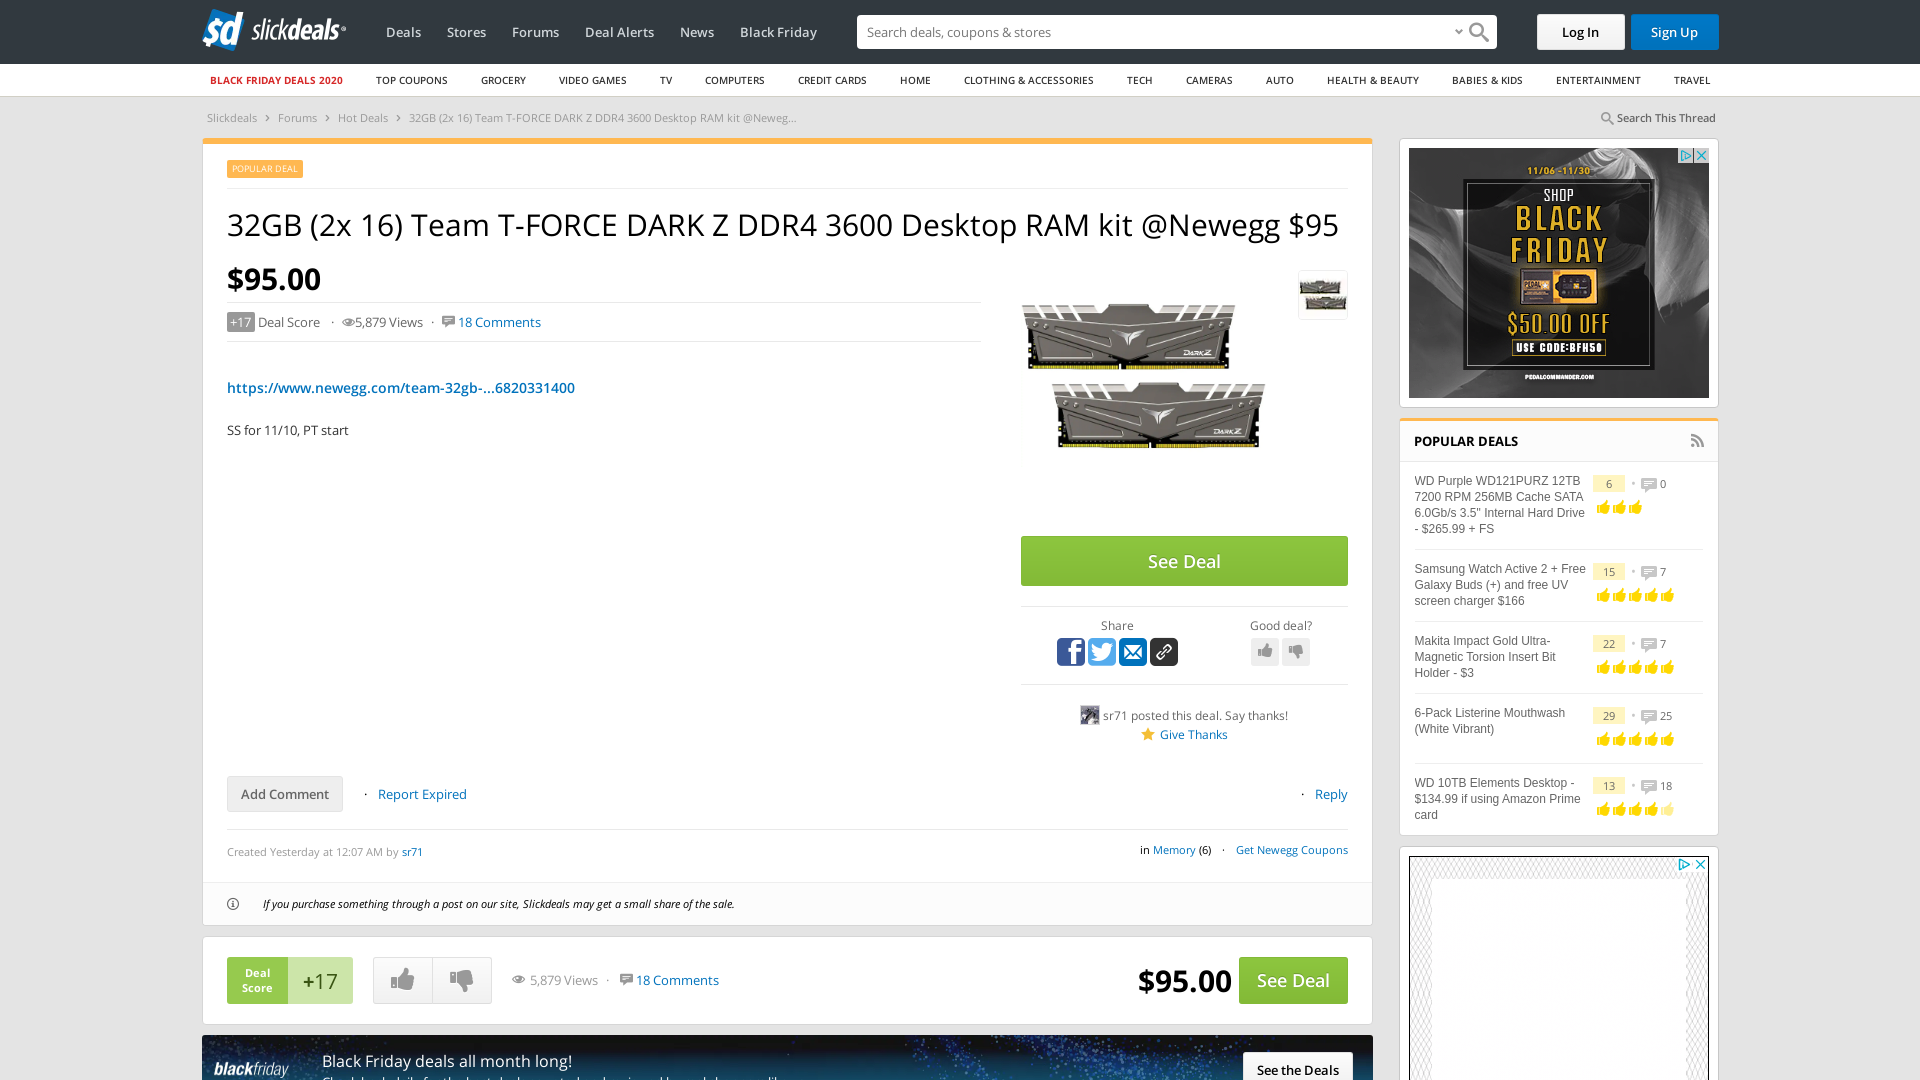 slickdeals
Deals
Stores
Forums
Deal Alerts
News
Black Friday
Search deals, coupons & stores
Log In
Sign Up
BLACK FRIDAY DEALS 2020
TOP COUPONS
GROCERY
VIDEO GAMES
TV
COMPUTERS
CREDIT CARDS
HOME
CLOTHING & ACCESSORIES
TECH
CAMERAS
AUTO
HEALTH & BEAUTY
BABIES & KIDS
ENTERTAINMENT
TRAVEL
Slickdeals › Forums › Hot Deals › 32GB (2x 16) Team T-FORCE DARK Z DDR4 3600 Desktop RAM kit @Neweg...
Search This Thread
POPULAR DEAL
32GB (2x 16) Team T-FORCE DARK Z DDR4 3600 Desktop RAM kit @Newegg $95
$95.00
+17 Deal Score · 5,879 Views · 18 Comments
https://www.newegg.com/team-32gb-...6820331400
SS for 11/10, PT start
DARK Z
DARK Z
See Deal
Share
Good deal?
sr71 posted this deal. Say thanks!
Give Thanks
Add Comment
· Report Expired
· Reply
Created Yesterday at 12:07 AM by sr71
in Memory (6) · Get Newegg Coupons
If you purchase something through a post on our site, Slickdeals may get a small share of the sale.
Deal
Score
+17
5,879 Views · 18 Comments
$95.00
See Deal
blackfriday
Black Friday deals all month long!
See the Deals
11/06 -11/30
SHOP
BLACK
FRIDAY
$50.00 OFF
USE CODE:BFH50
PEDALCOMMANDER.COM
POPULAR DEALS
WD Purple WD121PURZ 12TB
7200 RPM 256MB Cache SATA
6.0Gb/s 3.5" Internal Hard Drive
- $265.99 + FS
6 · 0
Samsung Watch Active 2 + Free
Galaxy Buds (+) and free UV
screen charger $166
15 · 7
Makita Impact Gold Ultra-
Magnetic Torsion Insert Bit
Holder - $3
22 · 7
6-Pack Listerine Mouthwash
(White Vibrant)
29 · 25
WD 10TB Elements Desktop -
$134.99 if using Amazon Prime
card
13 · 18